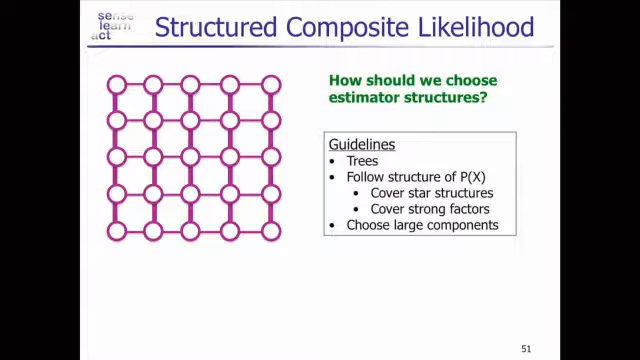 sense
learn
act
Structured Composite Likelihood
How should we choose
estimator structures?
Guidelines
• Trees
• Follow structure of P(X)
• Cover star structures
• Cover strong factors
• Choose large components
51